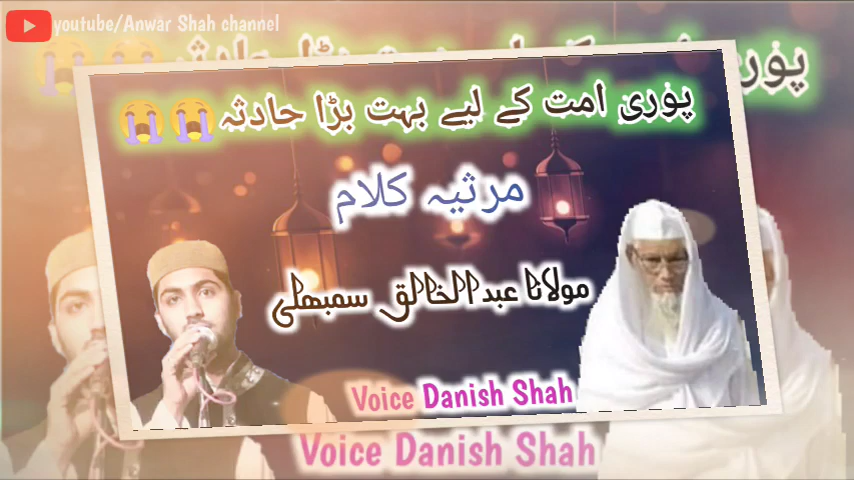 youtube/Anwar Shah channel
پوری امت کے لیے بہت بڑا حادثہ😭😭
مرثیہ کلام
مولانا عبدالخالق سمبھلی
Voice Danish Shah
Voice Danish Shah